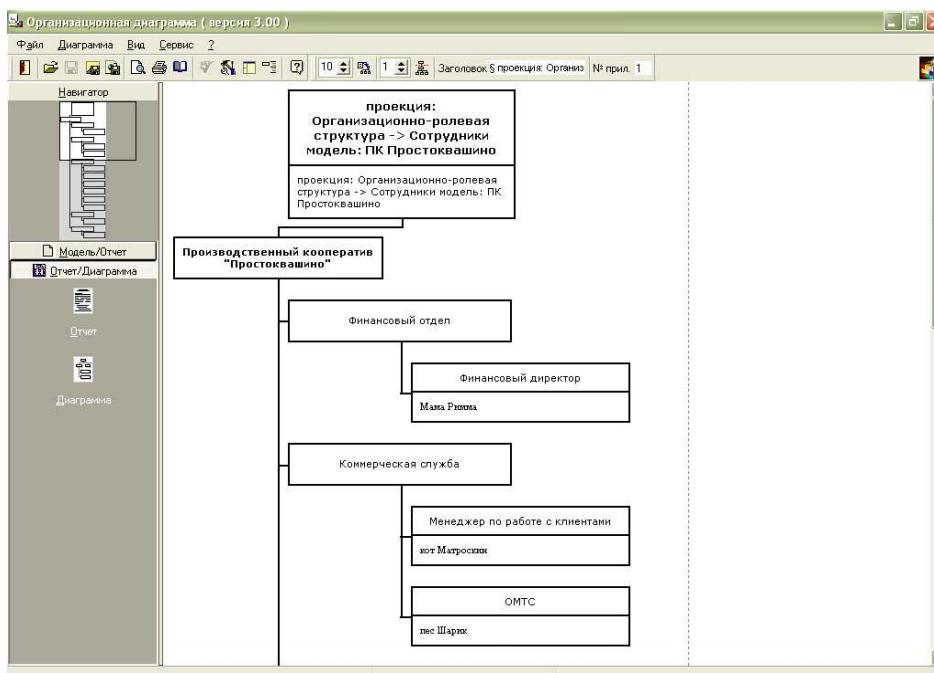 Организационная диаграмма ( версия 3.00 )
Файл Диаграмма Вид Сервис ?
10 1 Заголовок § проекция: Организ № прил. 1
Навигатор
Модель/Отчет
Отчет/Диаграмма
Отчет
Диаграмма
проекция:
Организационно-ролевая
структура -> Сотрудники
модель: ПК Простоквашино
проекция: Организационно-ролевая
структура -> Сотрудники модель: ПК
Простоквашино
Производственный кооператив
"Простоквашино"
Финансовый отдел
Финансовый директор
Мама Римма
Коммерческая служба
Менеджер по работе с клиентами
кот Матроскин
ОМТС
пес Шарик